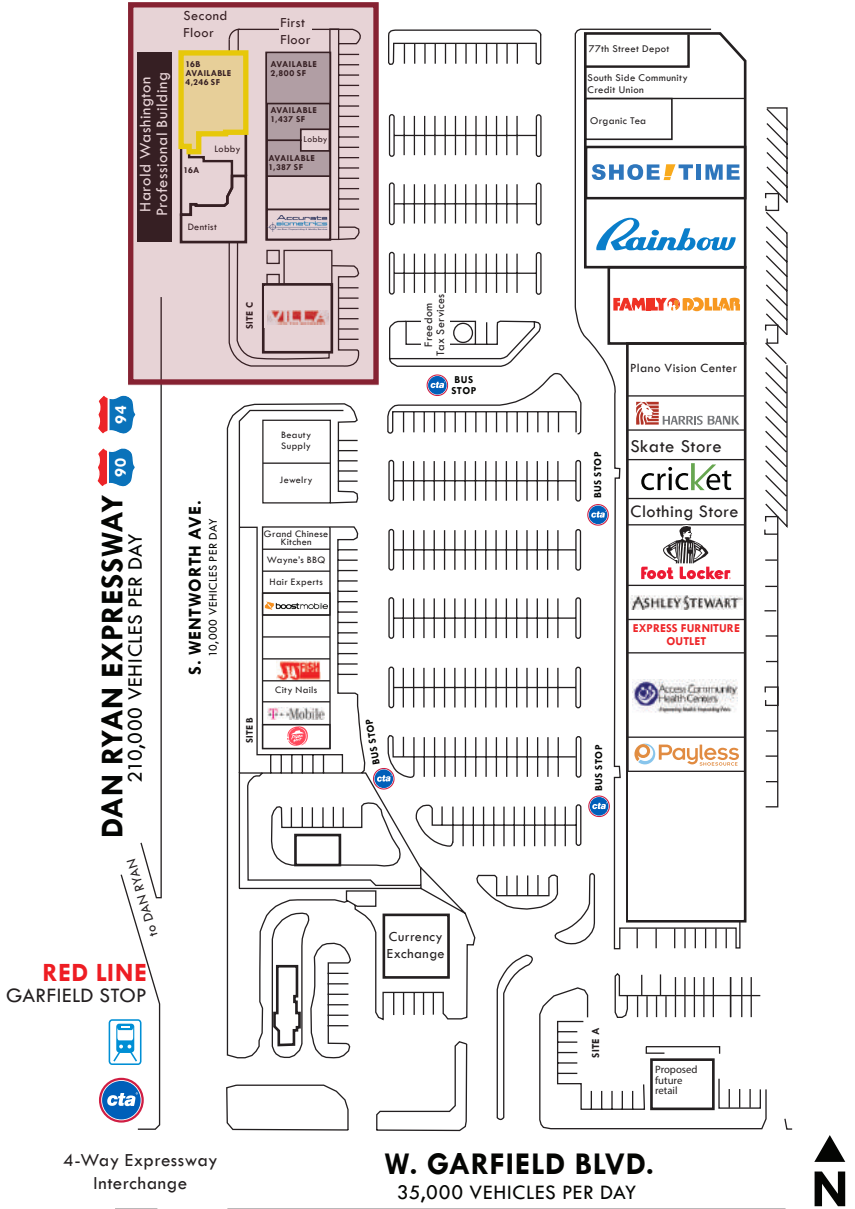 Second
Floor
First
Floor
Harold Washington
Professional Building
16B
AVAILABLE
4,246 SF
Lobby
16A
Dentist
AVAILABLE
2,800 SF
AVAILABLE
1,437 SF
Lobby
AVAILABLE
1,387 SF
Accurate
Biometrics
SITE C
VILLA
Freedom
Tax Services
cta
BUS
STOP
77th Street Depot
South Side Community
Credit Union
Organic Tea
SHOE!TIME
Rainbow
FAMILY DOLLAR
Plano Vision Center
HARRIS BANK
Skate Store
cricket
Clothing Store
Foot Locker
ASHLEY STEWART
EXPRESS FURNITURE
OUTLET
Access Community
Health Centers
Payless
SHOESOURCE
BUS STOP
cta
BUS STOP
cta
94
90
DAN RYAN EXPRESSWAY
210,000 VEHICLES PER DAY
S. WENTWORTH AVE.
10,000 VEHICLES PER DAY
Beauty
Supply
Jewelry
Grand Chinese
Kitchen
Wayne's BBQ
Hair Experts
boostmobile
FISH
City Nails
T-Mobile
SITE B
BUS STOP
cta
to DAN RYAN
Currency
Exchange
RED LINE
GARFIELD STOP
cta
SITE A
Proposed
future
retail
4-Way Expressway
Interchange
W. GARFIELD BLVD.
35,000 VEHICLES PER DAY
N